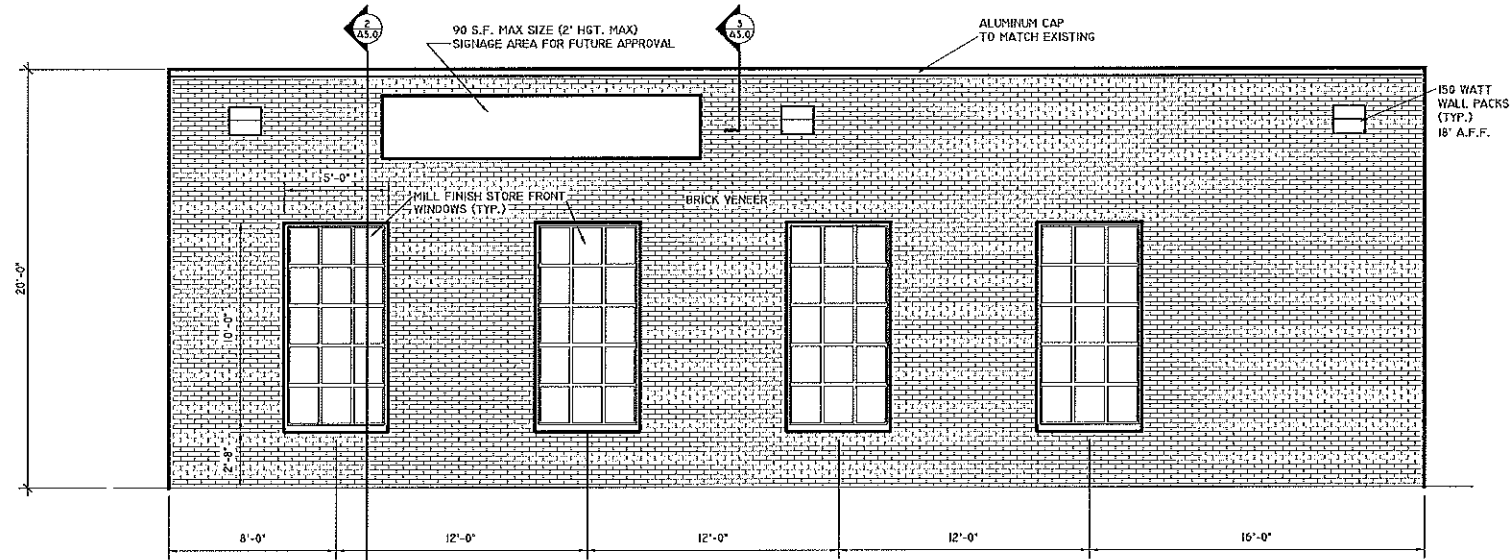 2
A5.0
90 S.F. MAX SIZE (2' HGT. MAX)
SIGNAGE AREA FOR FUTURE APPROVAL
3
A5.0
ALUMINUM CAP
TO MATCH EXISTING
150 WATT
WALL PACKS
(TYP.)
18' A.F.F.
5'-0"
MILL FINISH STORE FRONT
WINDOWS (TYP.)
BRICK VENEER
20'-0"
10'-0"
2'-8"
8'-0"
12'-0"
12'-0"
12'-0"
16'-0"